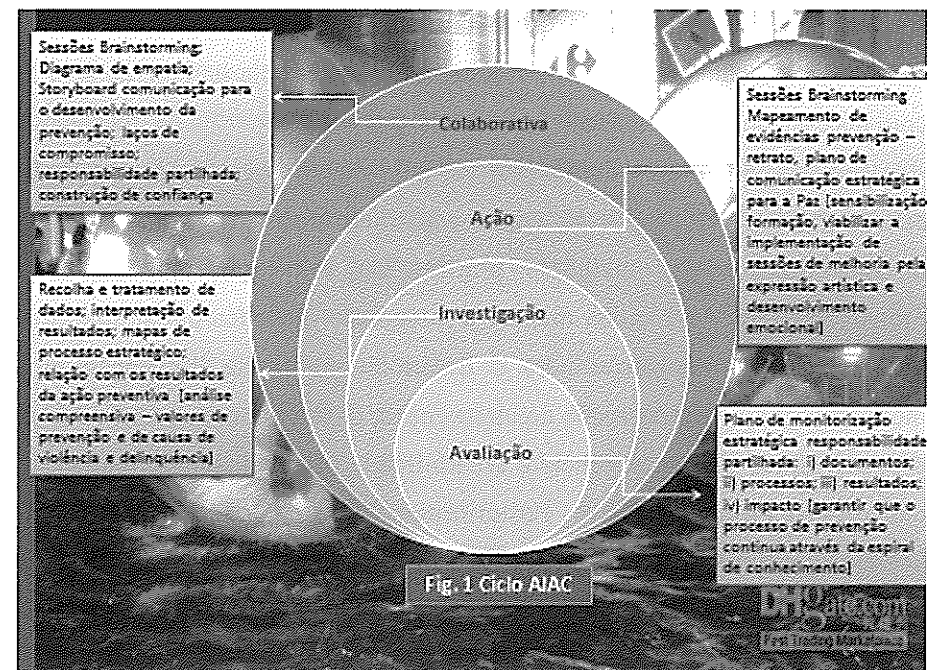 Sessões Brainstorming;
Diagrama de empatia;
Storyboard comunicação para
o desenvolvimento da
prevenção; laços de
compromisso;
responsabilidade partilhada;
construção de confiança
Colaborativa
Ação
Sessões Brainstorming
Mapeamento de
evidências prevenção –
retrato, plano de
comunicação estratégica
para a Paz [sensibilização
formação, viabilizar a
implementação de
sessões de melhoria pela
expressão artística e
desenvolvimento
emocional]
Recolha e tratamento de
dados; interpretação de
resultados; mapas de
processo estratégico;
relação com os resultados
da ação preventiva [análise
compreensiva – valores de
prevenção e de causa de
violência e delinquência]
Investigação
Avaliação
Plano de monitorização
estratégica responsabilidade
partilhada: i) documentos;
ii) processos; iii) resultados;
iv) impacto [garantir que o
processo de prevenção
continua através da espiral
de conhecimento]
Fig. 1 Ciclo AIAC
DHgate.com
Best Trading Marketplace